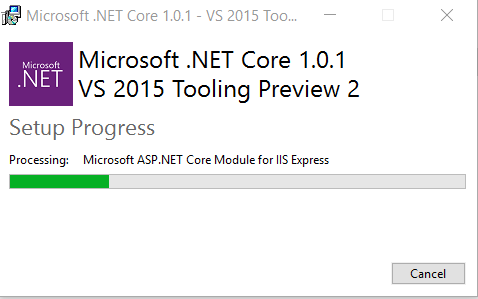 Microsoft .NET Core 1.0.1 - VS 2015 Too...
Microsoft
.NET
Microsoft .NET Core 1.0.1
VS 2015 Tooling Preview 2
Setup Progress
Processing: Microsoft ASP.NET Core Module for IIS Express
Cancel